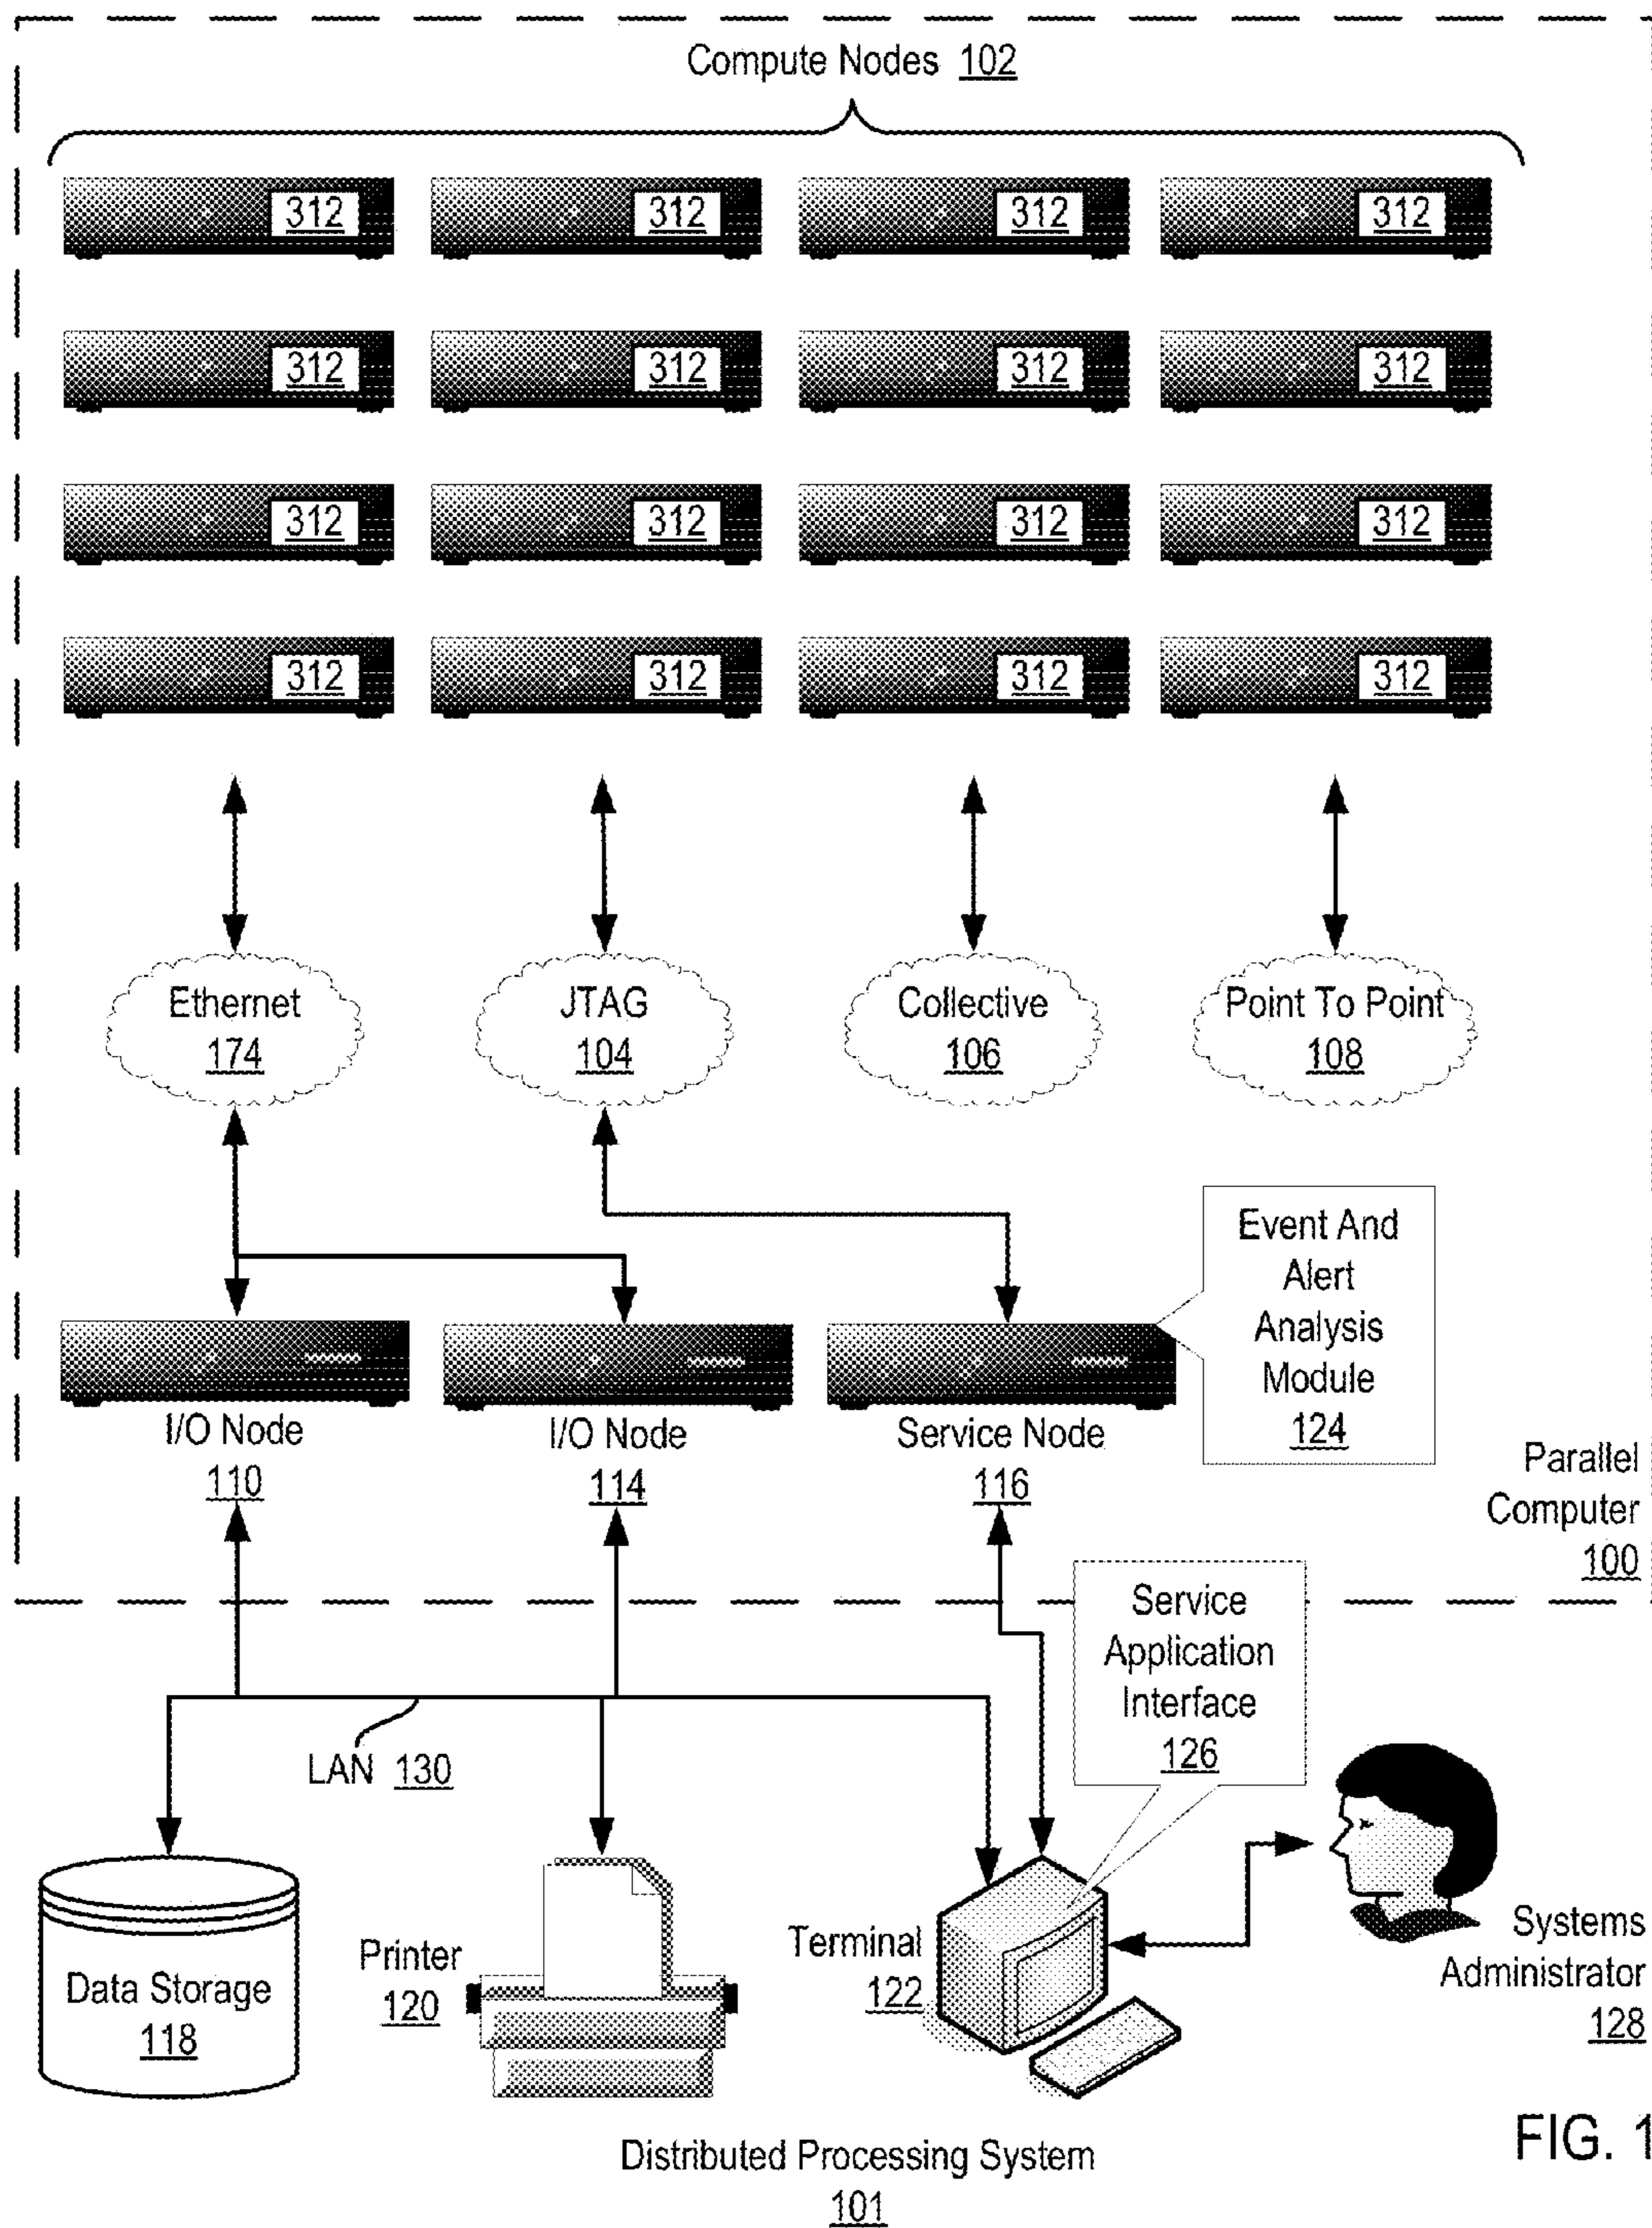 Compute Nodes 102
312 312 312 312
312 312 312 312
312 312 312 312
312 312 312 312
Ethernet
174
JTAG
104
Collective
106
Point To Point
108
Event And
Alert
Analysis
Module
124
I/O Node
110
I/O Node
114
Service Node
116
Parallel
Computer
100
Service
Application
Interface
126
LAN 130
Data Storage
118
Printer
120
Terminal
122
Systems
Administrator
128
Distributed Processing System
101
FIG. 1